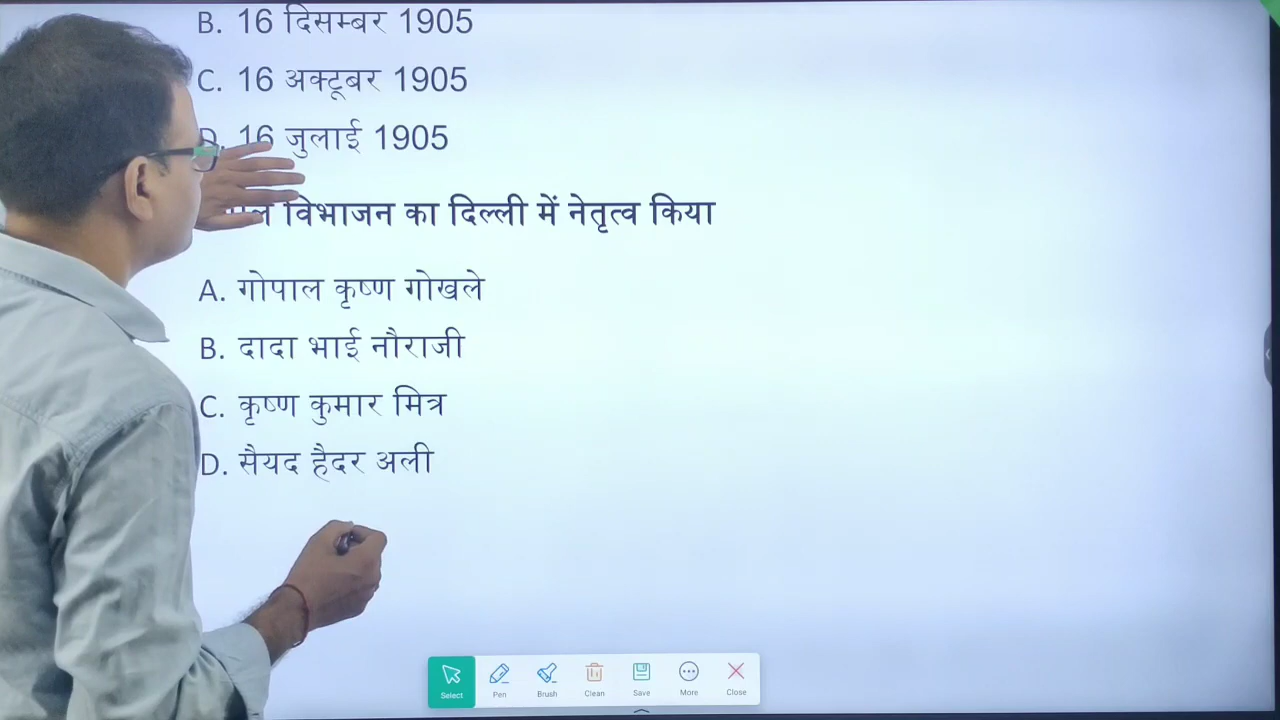 B. 16 दिसम्बर 1905
C. 16 अक्टूबर 1905
D. 16 जुलाई 1905
विभाजन का दिल्ली में नेतृत्व किया
A. गोपाल कृष्ण गोखले
B. दादा भाई नौराजी
C. कृष्ण कुमार मित्र
D. सैयद हैदर अली
Select Pen Brush Clean Save More Close